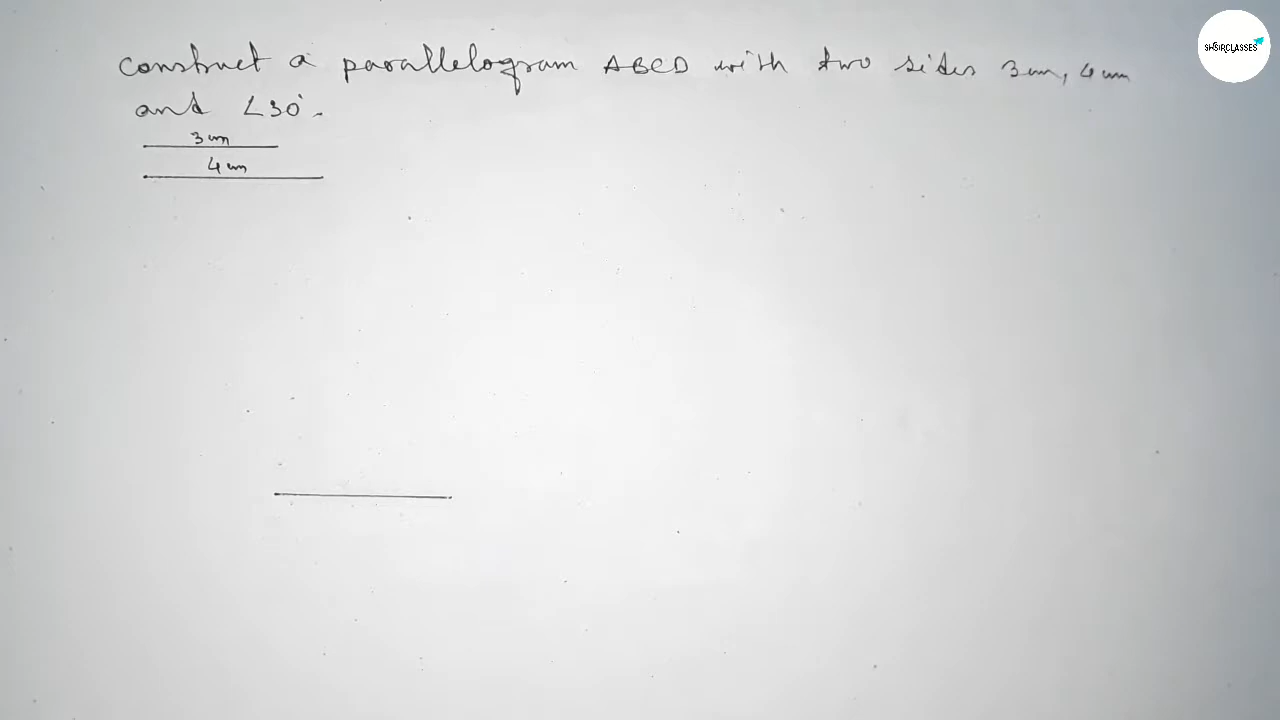 construct a parallelogram ABCD with two sides 3cm, 4cm
and ∠30°.
3cm
4cm
SHSIRCLASSES